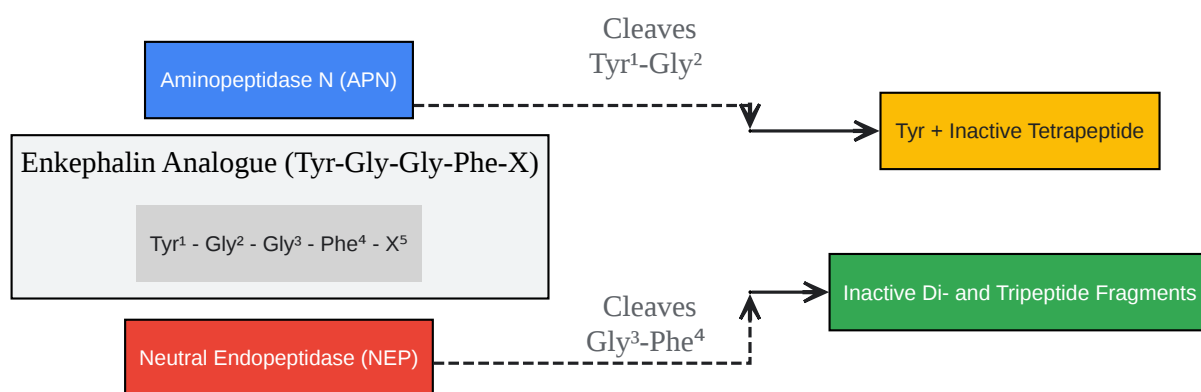 Cleaves
Tyr¹-Gly²
Aminopeptidase N (APN)
Tyr + Inactive Tetrapeptide
Enkephalin Analogue (Tyr-Gly-Gly-Phe-X)
Tyr¹ - Gly² - Gly³ - Phe⁴ - X⁵
Inactive Di- and Tripeptide Fragments
Cleaves
Gly³-Phe⁴
Neutral Endopeptidase (NEP)